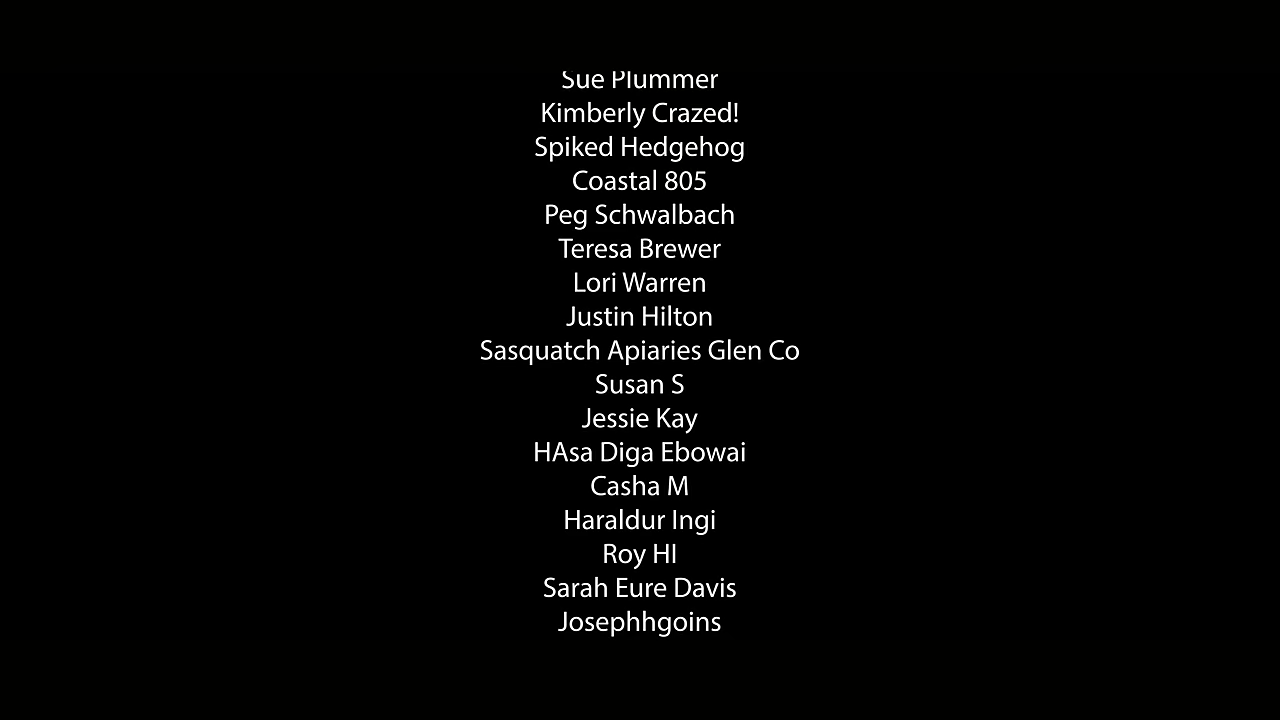 Sue Plummer
Kimberly Crazed!
Spiked Hedgehog
Coastal 805
Peg Schwalbach
Teresa Brewer
Lori Warren
Justin Hilton
Sasquatch Apiaries Glen Co
Susan S
Jessie Kay
HAsa Diga Ebowai
Casha M
Haraldur Ingi
Roy HI
Sarah Eure Davis
Josephhgoins